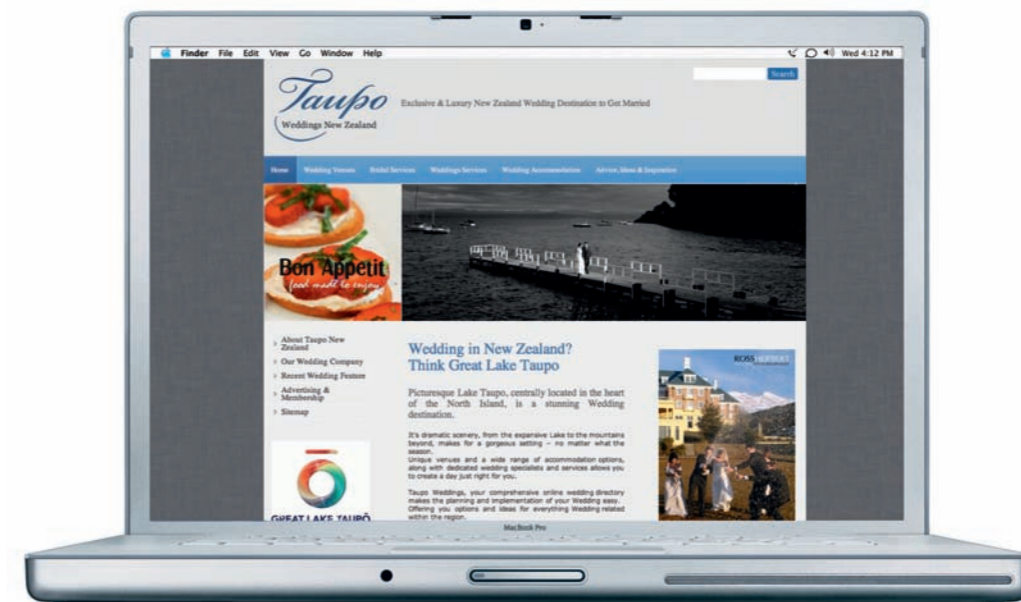 Finder File Edit View Go Window Help Wed 4:12 PM
Search
Taupo
Weddings New Zealand
Exclusive & Luxury New Zealand Wedding Destination to Get Married
Home Wedding Venues Bridal Services Weddings Services Wedding Accommodation Advice, Ideas & Inspiration
Bon Appetit
food made to enjoy
About Taupo New
Zealand
Our Wedding Company
Recent Wedding Feature
Advertising &
Membership
Sitemap
GREAT LAKE TAUPŌ
Wedding in New Zealand?
Think Great Lake Taupo
Picturesque Lake Taupo, centrally located in the heart
of the North Island, is a stunning Wedding
destination.
It's dramatic scenery, from the expansive Lake to the mountains
beyond, makes for a gorgeous setting – no matter what the
season.
Unique venues and a wide range of accommodation options,
along with dedicated wedding specialists and services allows you
to create a day just right for you.
Taupo Weddings, your comprehensive online wedding directory
makes the planning and implementation of your Wedding easy.
Offering you options and ideas for everything Wedding related
within the region.
ROSSHERBERT
MacBook Pro